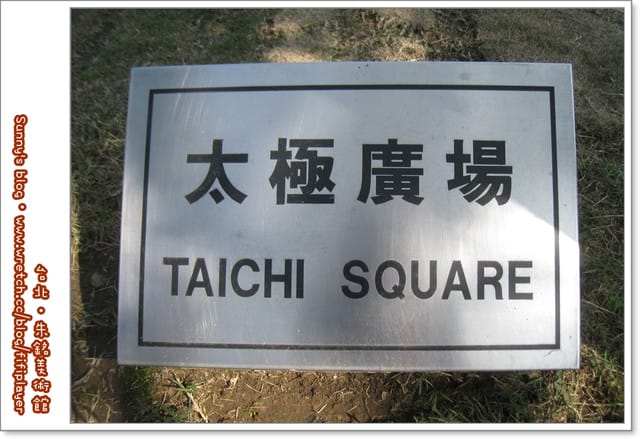 太極廣場
TAICHI SQUARE
Sunny's blog。www.wretch.cc/blog/fifiplayer
台北。朱銘美術館